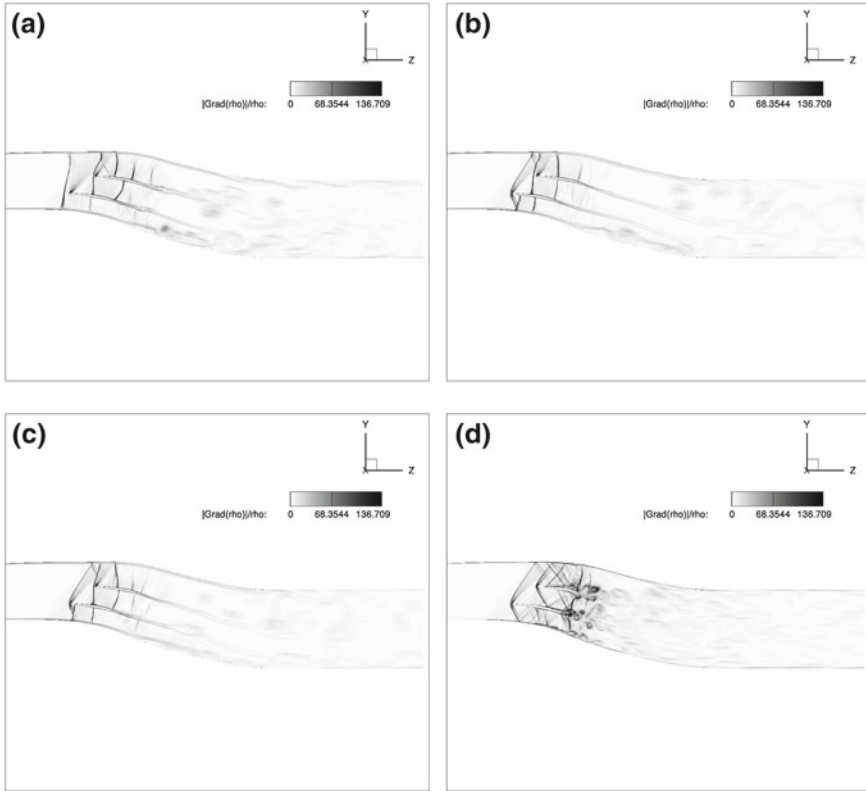 (a)
Y
X
Z
|Grad(rho)|/rho:
0 68.3544 136.709
(b)
Y
X
Z
|Grad(rho)|/rho:
0 68.3544 136.709
(c)
Y
X
Z
|Grad(rho)|/rho:
0 68.3544 136.709
(d)
Y
X
Z
|Grad(rho)|/rho:
0 68.3544 136.709